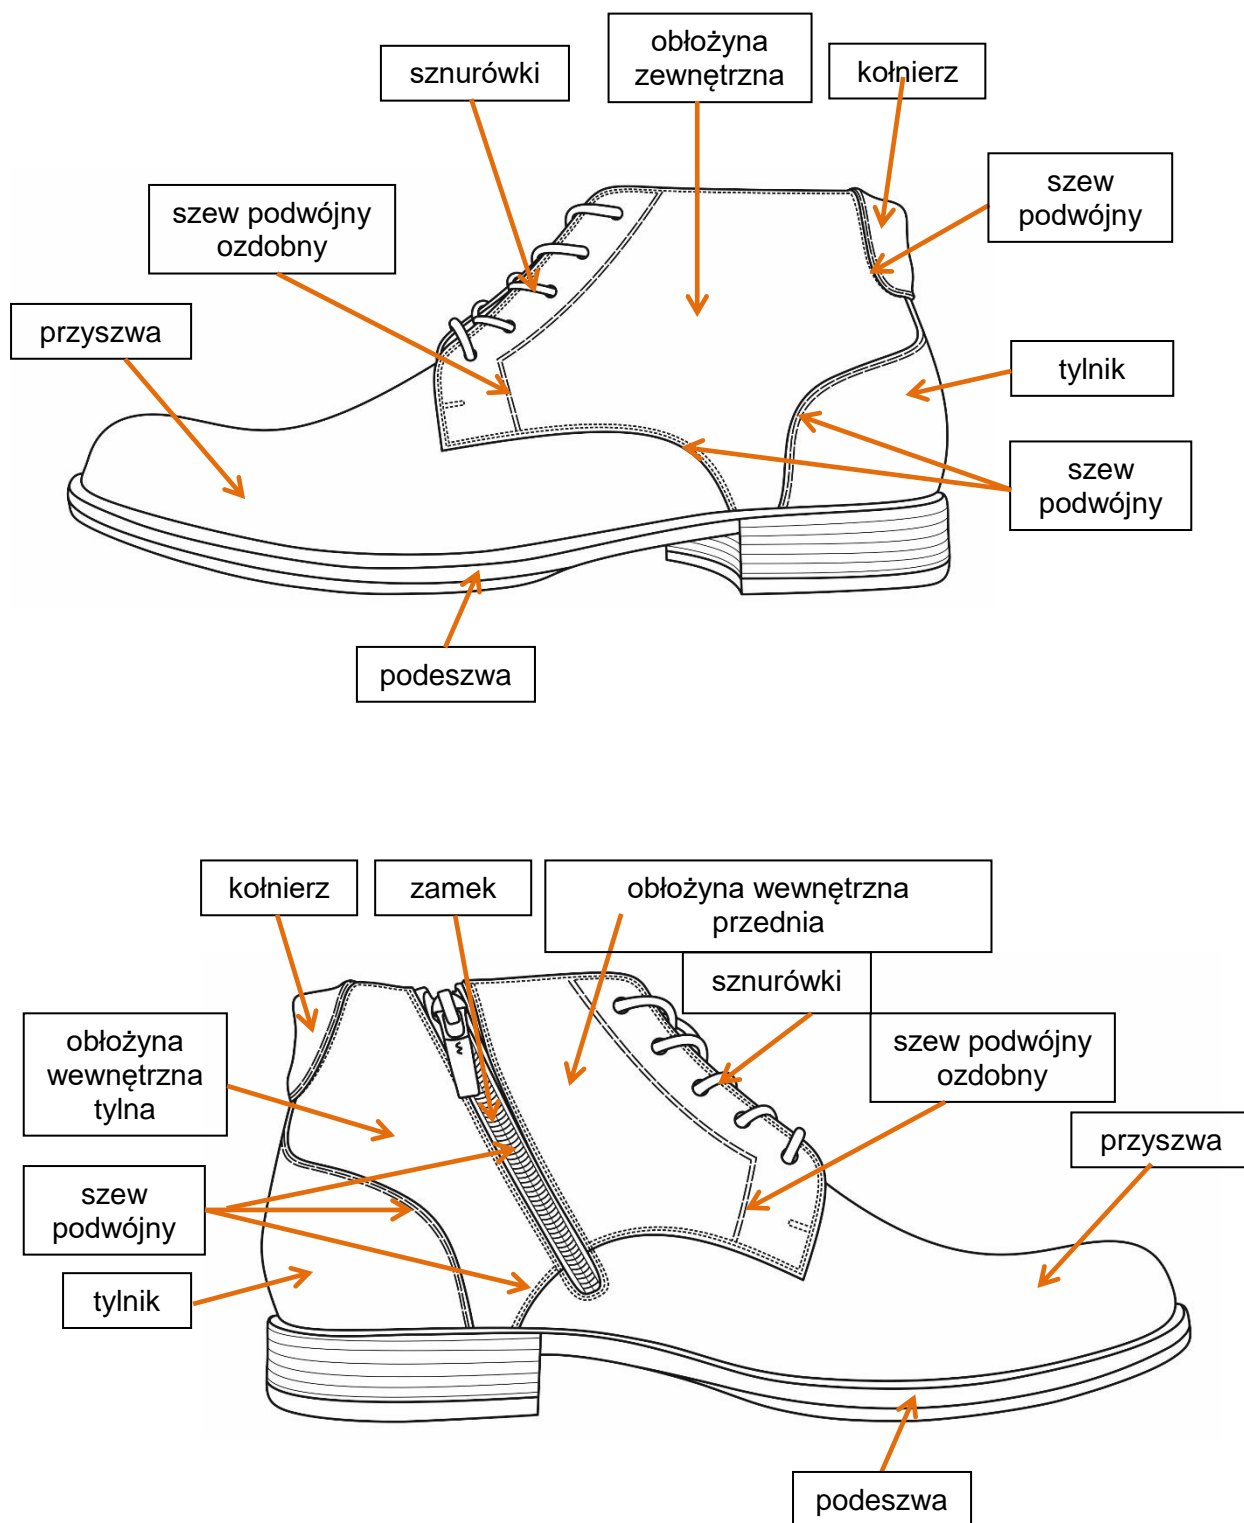 obłożyna
zewnętrzna
sznurówki
kołnierz
szew
podwójny
szew podwójny
ozdobny
przyszwa
tylnik
szew
podwójny
podeszwa
kołnierz
zamek
obłożyna wewnętrzna
przednia
sznurówki
obłożyna
wewnętrzna
tylna
szew podwójny
ozdobny
przyszwa
szew
podwójny
tylnik
podeszwa